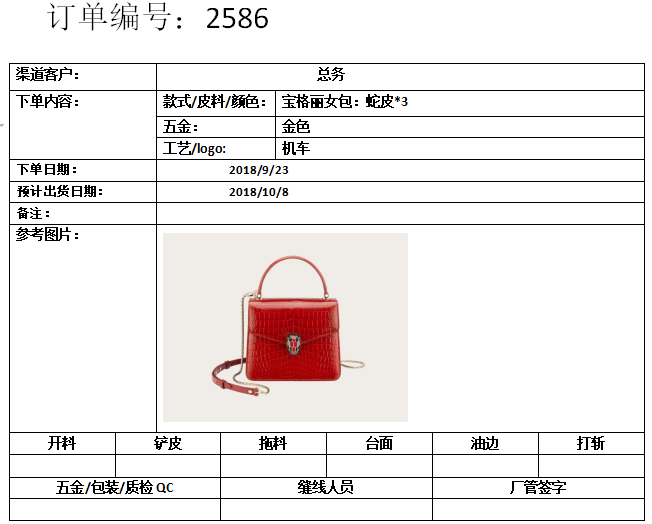 订单编号：2586
渠道客户： 总务
下单内容： 款式/皮料/颜色： 宝格丽女包：蛇皮*3
五金： 金色
工艺/logo: 机车
下单日期： 2018/9/23
预计出货日期： 2018/10/8
备注：
参考图片：
开料 铲皮 拖料 台面 油边 打斩
五金/包装/质检 QC 缝线人员 厂管签字